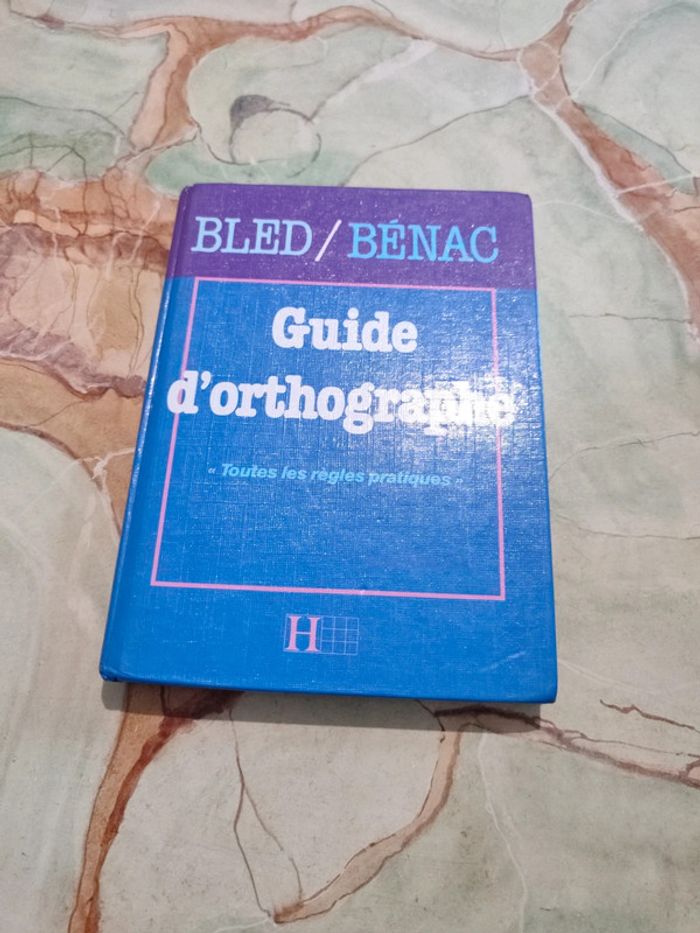 BLED / BÉNAC
Guide
d'orthographe
« Toutes les règles pratiques »
H